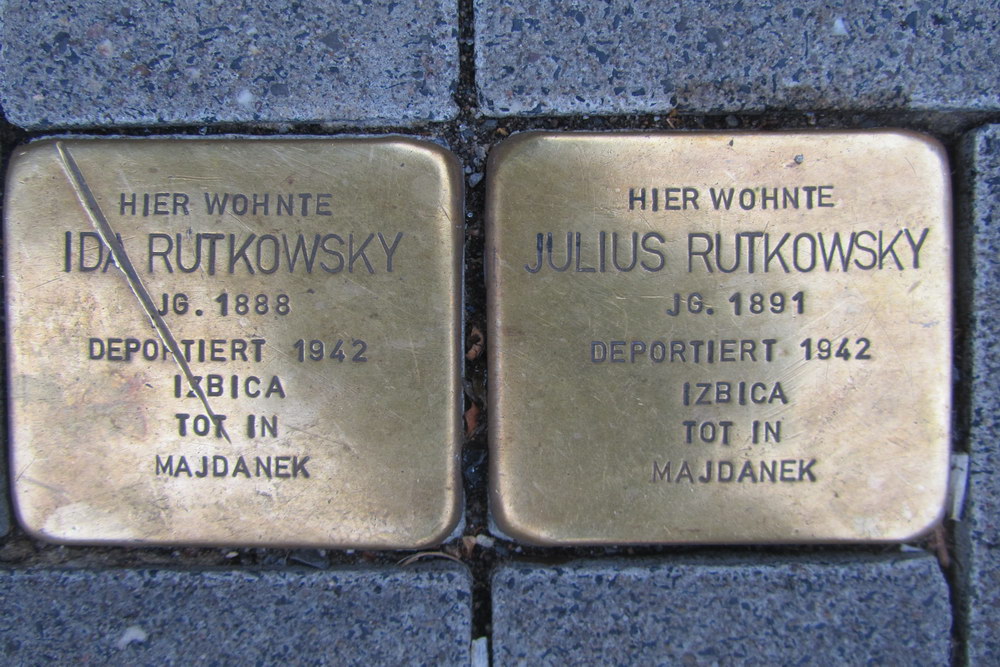 HIER WOHNTE
IDA RUTKOWSKY
JG. 1888
DEPORTIERT 1942
IZBICA
TOT IN
MAJDANEK
HIER WOHNTE
JULIUS RUTKOWSKY
JG. 1891
DEPORTIERT 1942
IZBICA
TOT IN
MAJDANEK